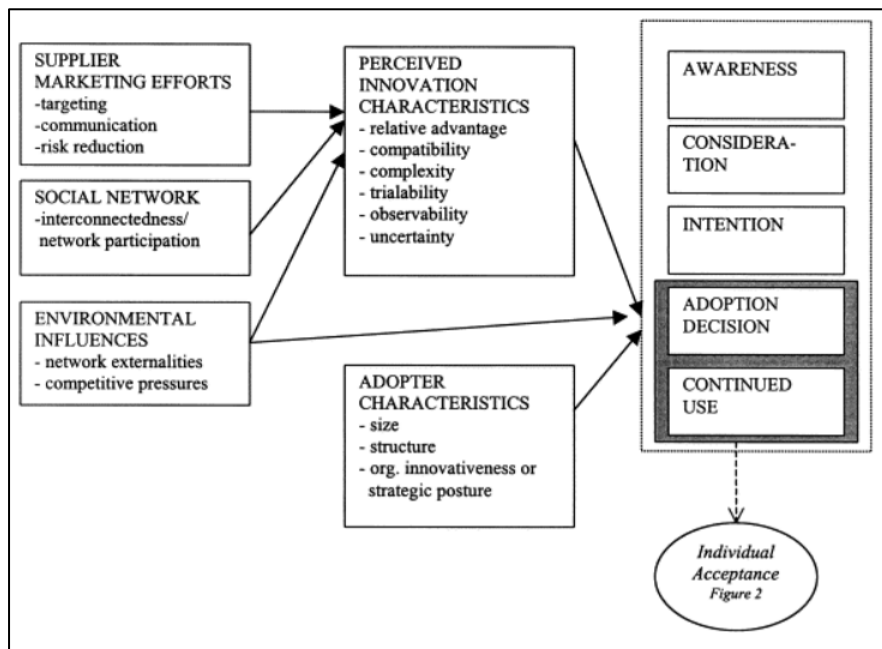 SUPPLIER
MARKETING EFFORTS
-targeting
-communication
-risk reduction
SOCIAL NETWORK
-interconnectedness/
network participation
ENVIRONMENTAL
INFLUENCES
- network externalities
- competitive pressures
PERCEIVED
INNOVATION
CHARACTERISTICS
- relative advantage
- compatibility
- complexity
- trialability
- observability
- uncertainty
ADOPTER
CHARACTERISTICS
- size
- structure
- org. innovativeness or
strategic posture
AWARENESS
CONSIDERA-
TION
INTENTION
ADOPTION
DECISION
CONTINUED
USE
Individual
Acceptance
Figure 2